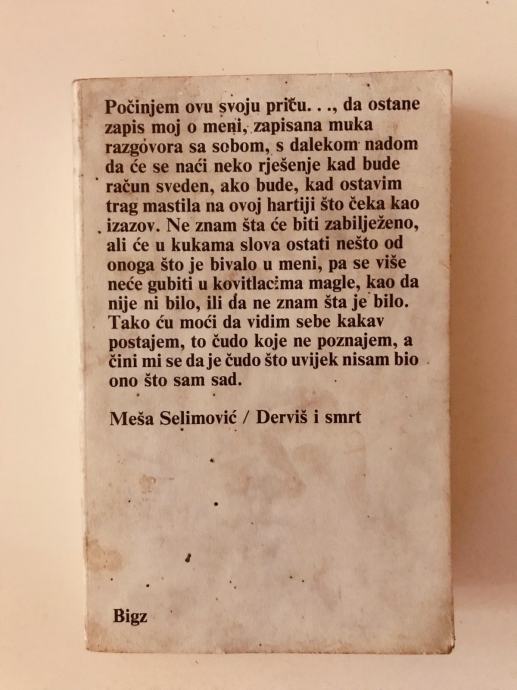 Počinjem ovu svoju priču. . ., da ostane
zapis moj o meni, zapisana muka
razgovora sa sobom, s dalekom nadom
da će se naći neko rješenje kad bude
račun sveden, ako bude, kad ostavim
trag mastila na ovoj hartiji što čeka kao
izazov. Ne znam šta će biti zabilježeno,
ali će u kukama slova ostati nešto od
onoga što je bivalo u meni, pa se više
neće gubiti u kovitlacima magle, kao da
nije ni bilo, ili da ne znam šta je bilo.
Tako ću moći da vidim sebe kakav
postajem, to čudo koje ne poznajem, a
čini mi se da je čudo što uvijek nisam bio
ono što sam sad.
Meša Selimović / Derviš i smrt
Bigz